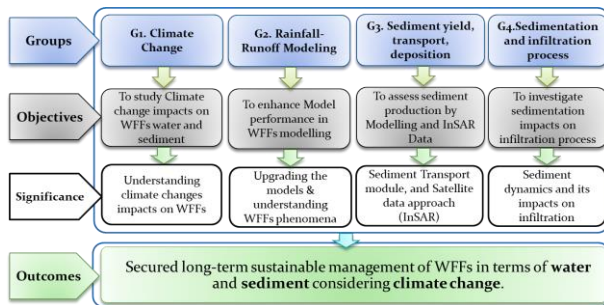 Groups
G1. Climate
Change
G2. Rainfall-
Runoff Modeling
G3. Sediment yield,
transport,
deposition
G4.Sedimentation
and infiltration
process
Objectives
To study Climate
change impacts on
WFFs water and
sediment
To enhance Model
performance in
WFFs modelling
To assess sediment
production by
Modelling and InSAR
Data
To investigate
sedimentation
impacts on
infiltration process
Significance
Understanding
climate changes
impacts on WFFs
Upgrading the
models &
understanding
WFFs phenomena
Sediment Transport
module, and Satellite
data approach
(InSAR)
Sediment
dynamics and its
impacts on
infiltration
Outcomes
Secured long-term sustainable management of WFFs in terms of water
and sediment considering climate change.